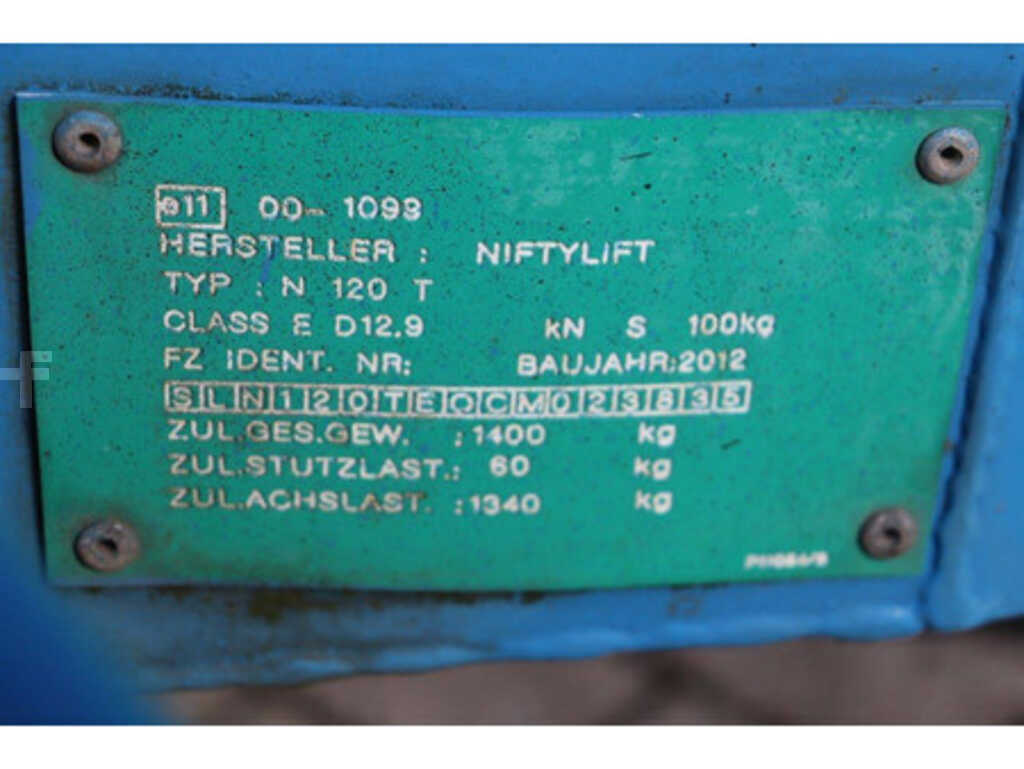 e11 00- 1093
HERSTELLER : NIFTYLIFT
TYP : N 120 T
CLASS E D12.9 kN S 100kg
FZ IDENT. NR: BAUJAHR:2012
SLN120TEOCM023835
ZUL.GES.GEW. :1400 kg
ZUL.STUTZLAST.: 60 kg
ZUL.ACHSLAST. :1340 kg